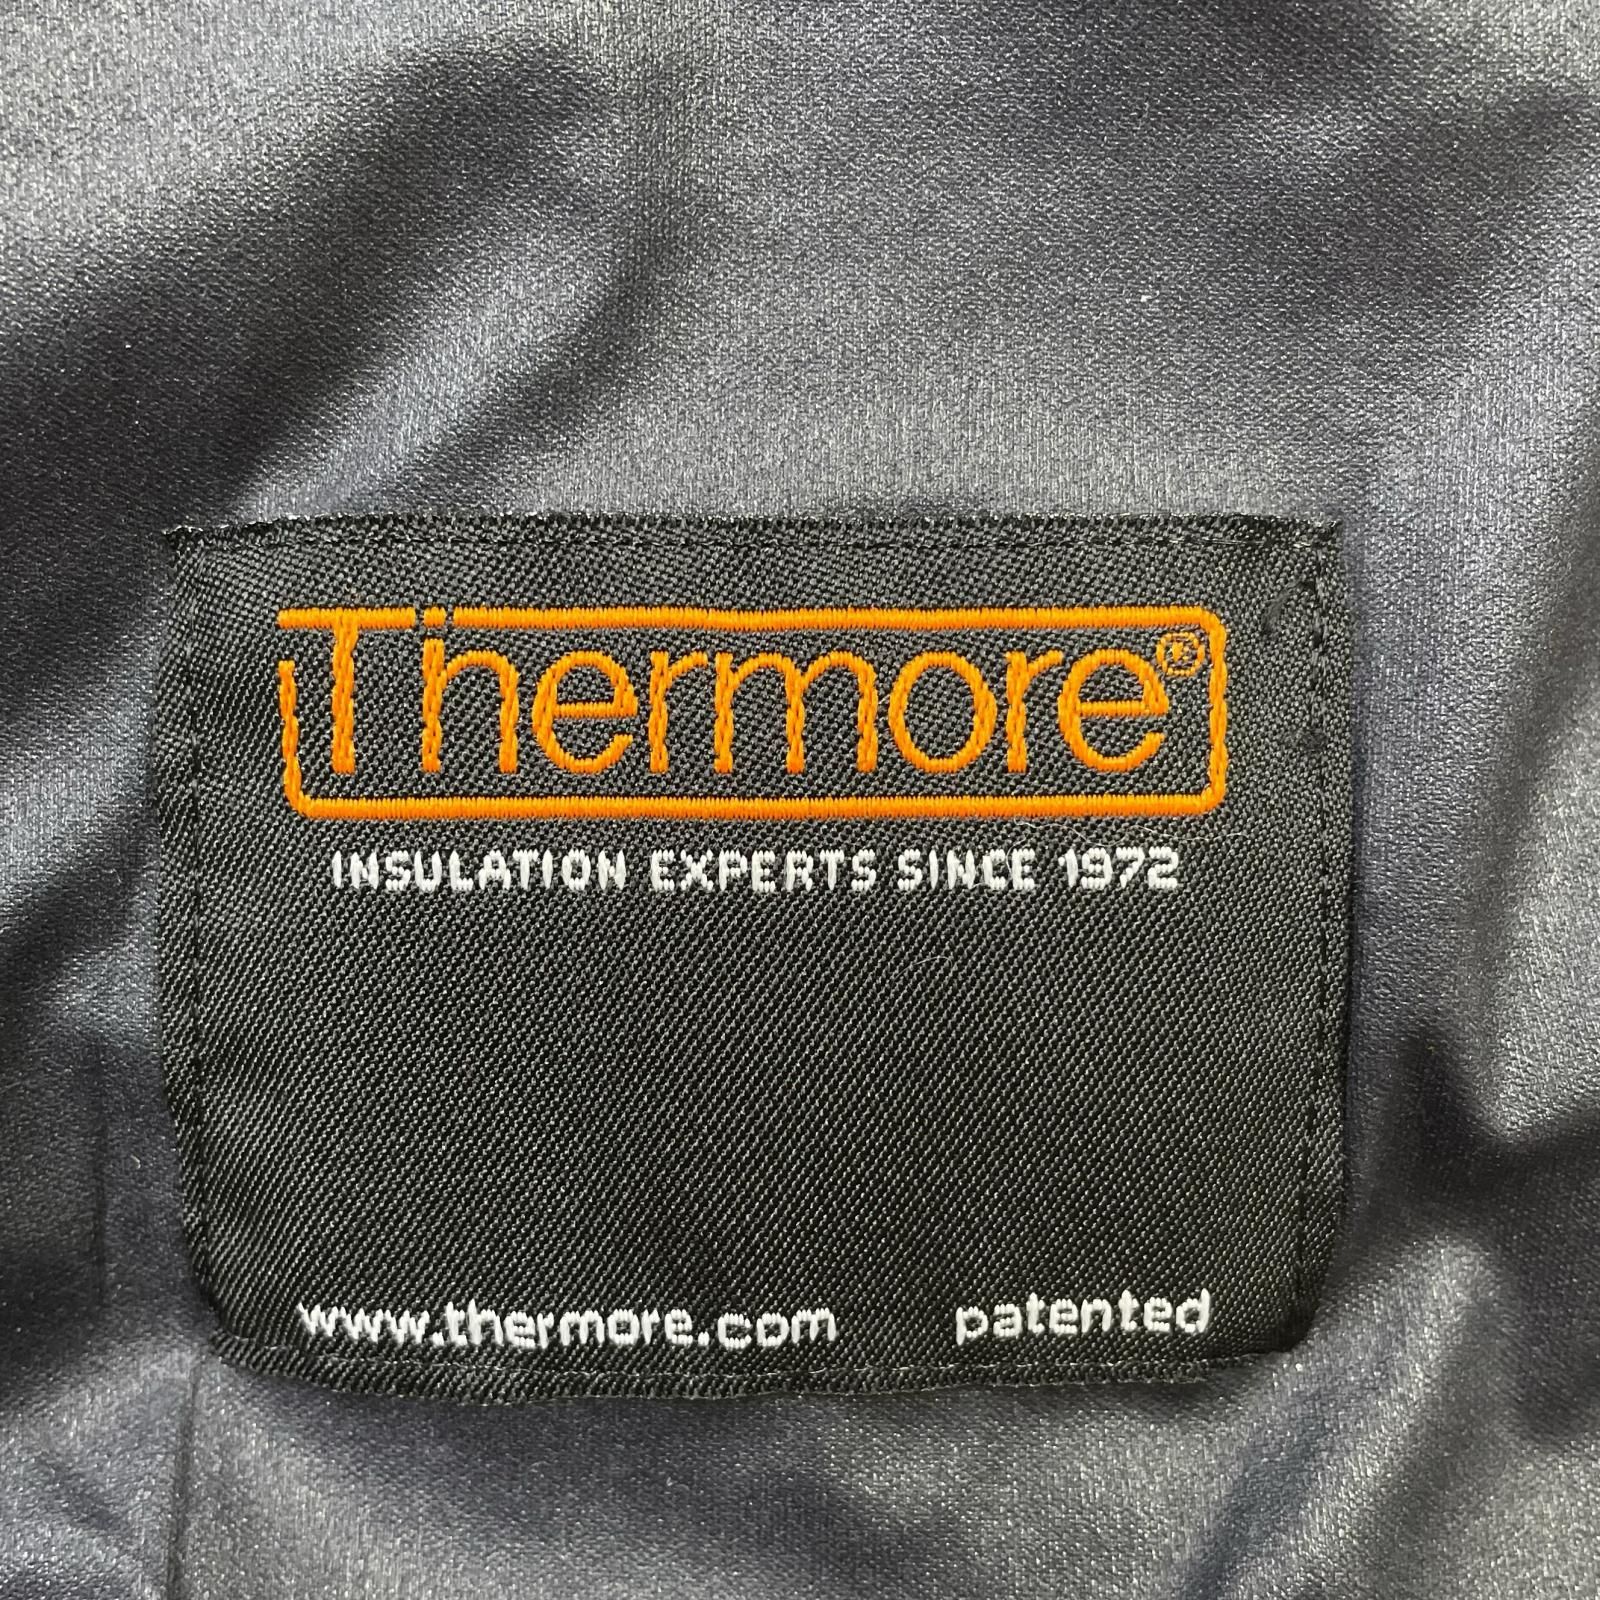 Thermore®
INSULATION EXPERTS SINCE 1972
www.thermore.com patented